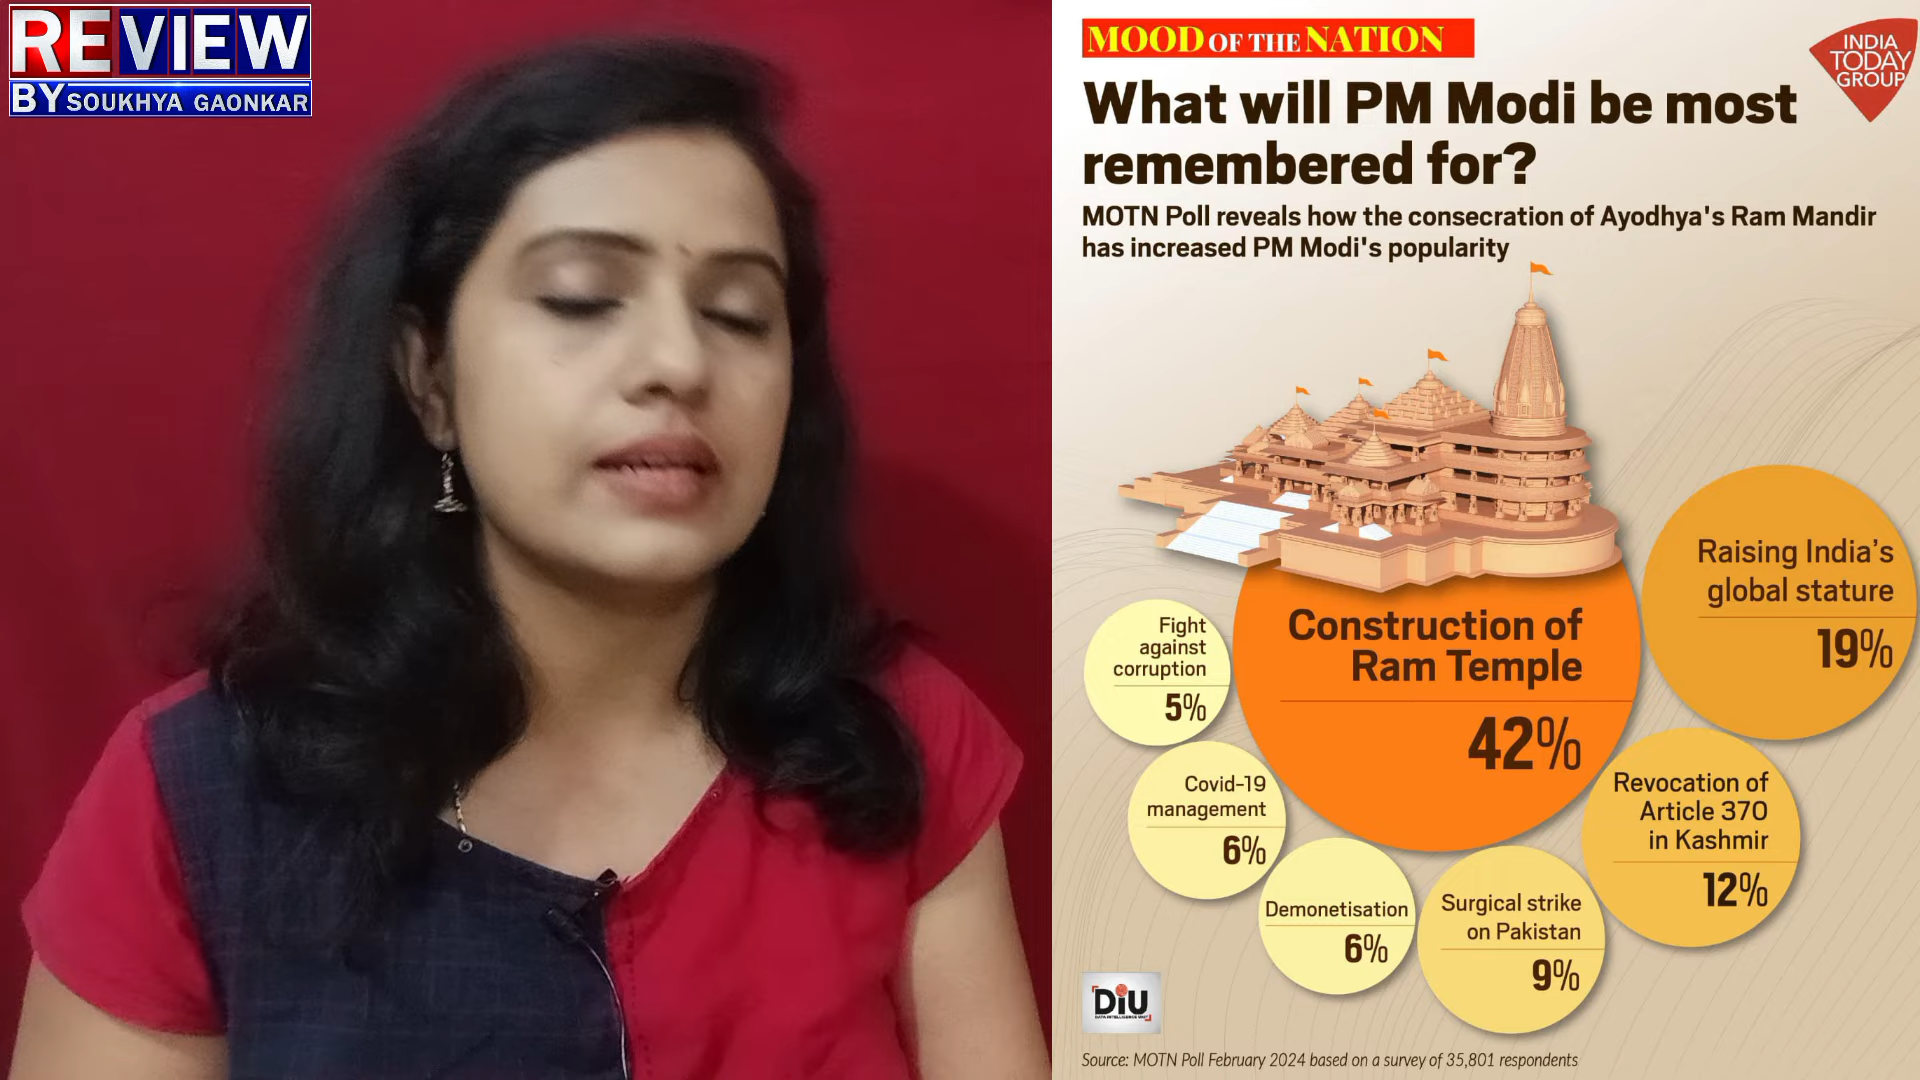 REVIEW
BY SOUKHYA GAONKAR
MOOD OF THE NATION
INDIA
TODAY
GROUP
What will PM Modi be most
remembered for?
MOTN Poll reveals how the consecration of Ayodhya's Ram Mandir
has increased PM Modi's popularity
Raising India's
global stature
19%
Fight
against
corruption
5%
Construction of
Ram Temple
42%
Covid-19
management
6%
Revocation of
Article 370
in Kashmir
12%
Demonetisation
6%
Surgical strike
on Pakistan
9%
DIU
DATA INTELLIGENCE UNIT
Source: MOTN Poll February 2024 based on a survey of 35,801 respondents